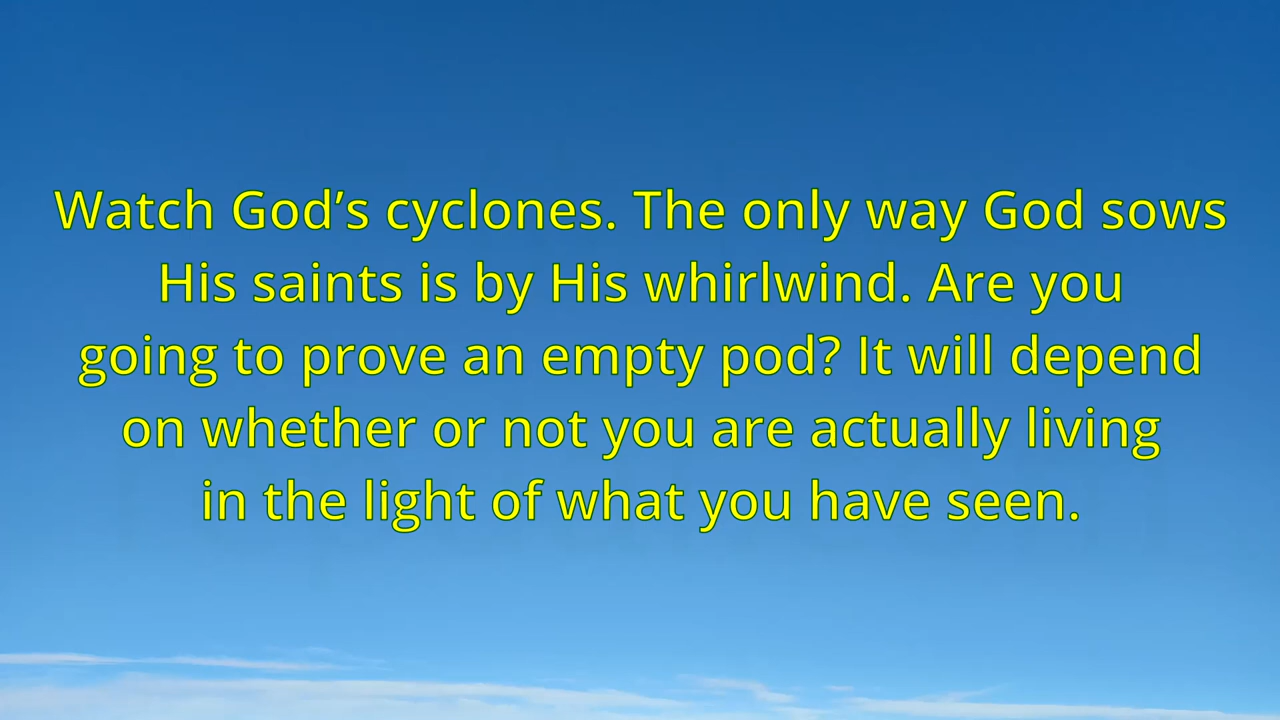 Watch God’s cyclones. The only way God sows
His saints is by His whirlwind. Are you
going to prove an empty pod? It will depend
on whether or not you are actually living
in the light of what you have seen.